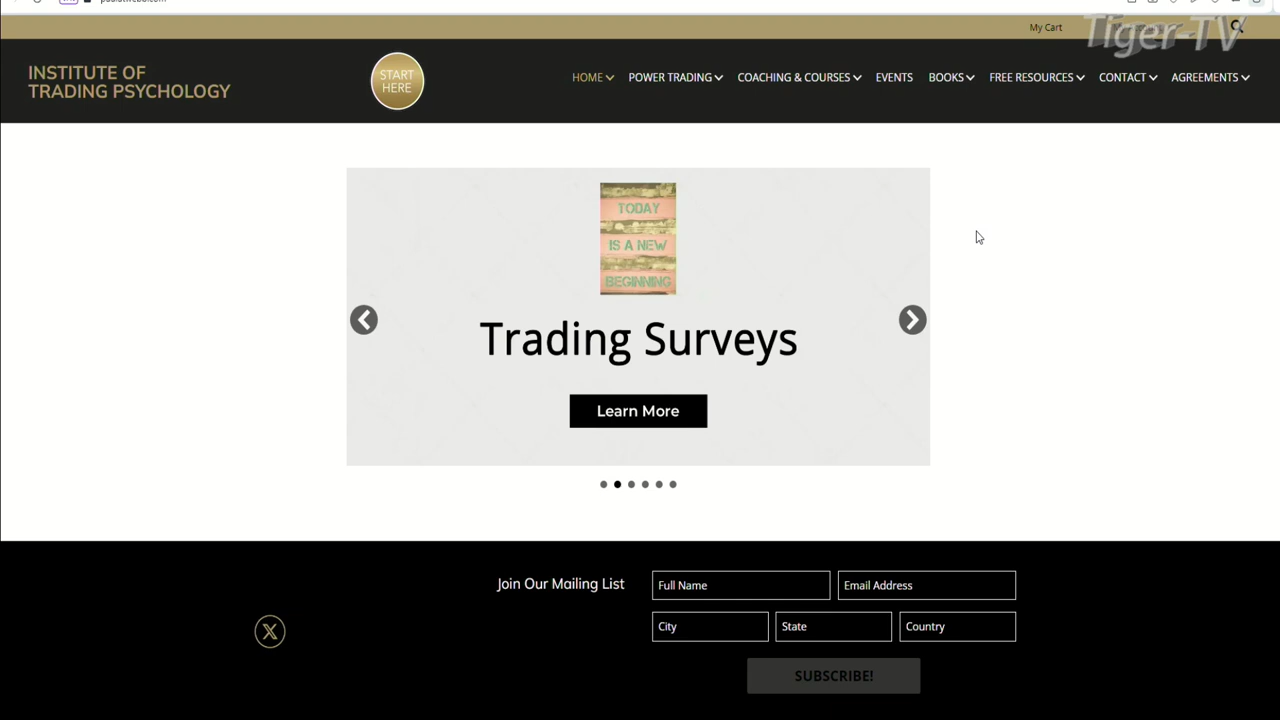 My Cart
Tiger-TV
INSTITUTE OF
TRADING PSYCHOLOGY
START
HERE
HOME
POWER TRADING
COACHING & COURSES
EVENTS
BOOKS
FREE RESOURCES
CONTACT
AGREEMENTS
TODAY
IS A NEW
BEGINNING
Trading Surveys
Learn More
Join Our Mailing List
Full Name
Email Address
City
State
Country
SUBSCRIBE!